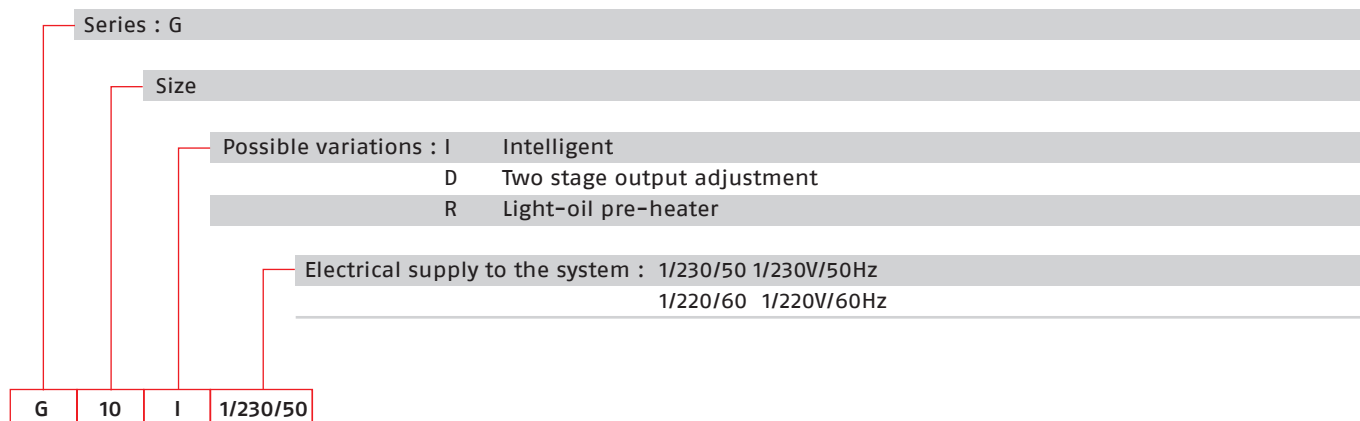 Series : G
Size
Possible variations : I Intelligent
D Two stage output adjustment
R Light-oil pre-heater
Electrical supply to the system : 1/230/50 1/230V/50Hz
1/220/60 1/220V/60Hz
G 10 I 1/230/50